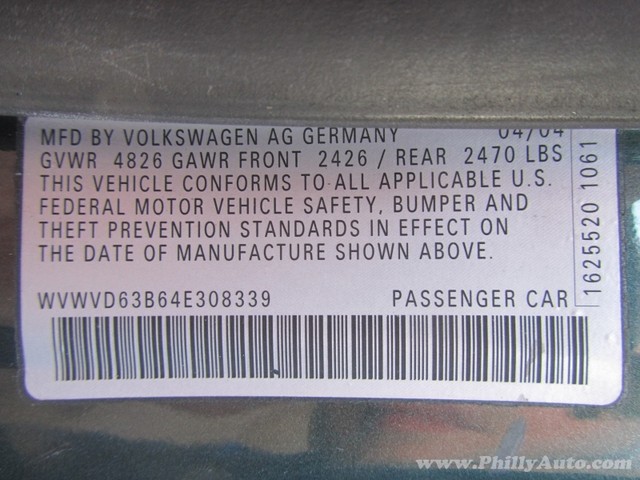 MFD BY VOLKSWAGEN AG GERMANY 04/04
GVWR 4826 GAWR FRONT 2426 / REAR 2470 LBS
THIS VEHICLE CONFORMS TO ALL APPLICABLE U.S.
FEDERAL MOTOR VEHICLE SAFETY, BUMPER AND
THEFT PREVENTION STANDARDS IN EFFECT ON
THE DATE OF MANUFACTURE SHOWN ABOVE.
WVWVD63B64E308339 PASSENGER CAR
1625520 1061
www.PhillyAuto.com